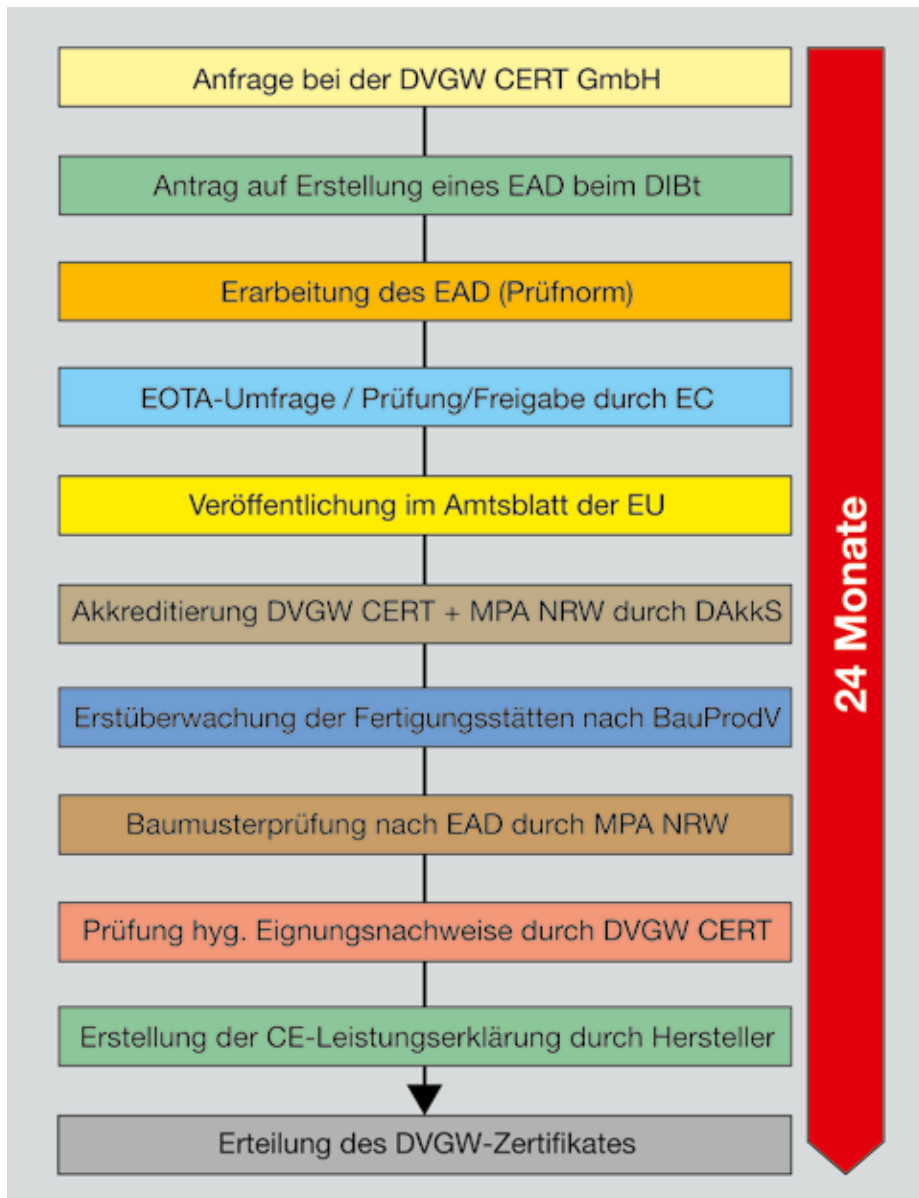 Anfrage bei der DVGW CERT GmbH
Antrag auf Erstellung eines EAD beim DIBt
Erarbeitung des EAD (Prüfnorm)
EOTA-Umfrage / Prüfung/Freigabe durch EC
Veröffentlichung im Amtsblatt der EU
Akkreditierung DVGW CERT + MPA NRW durch DAkkS
Erstüberwachung der Fertigungsstätten nach BauProdV
Baumusterprüfung nach EAD durch MPA NRW
Prüfung hyg. Eignungsnachweise durch DVGW CERT
Erstellung der CE-Leistungserklärung durch Hersteller
Erteilung des DVGW-Zertifikates
24 Monate